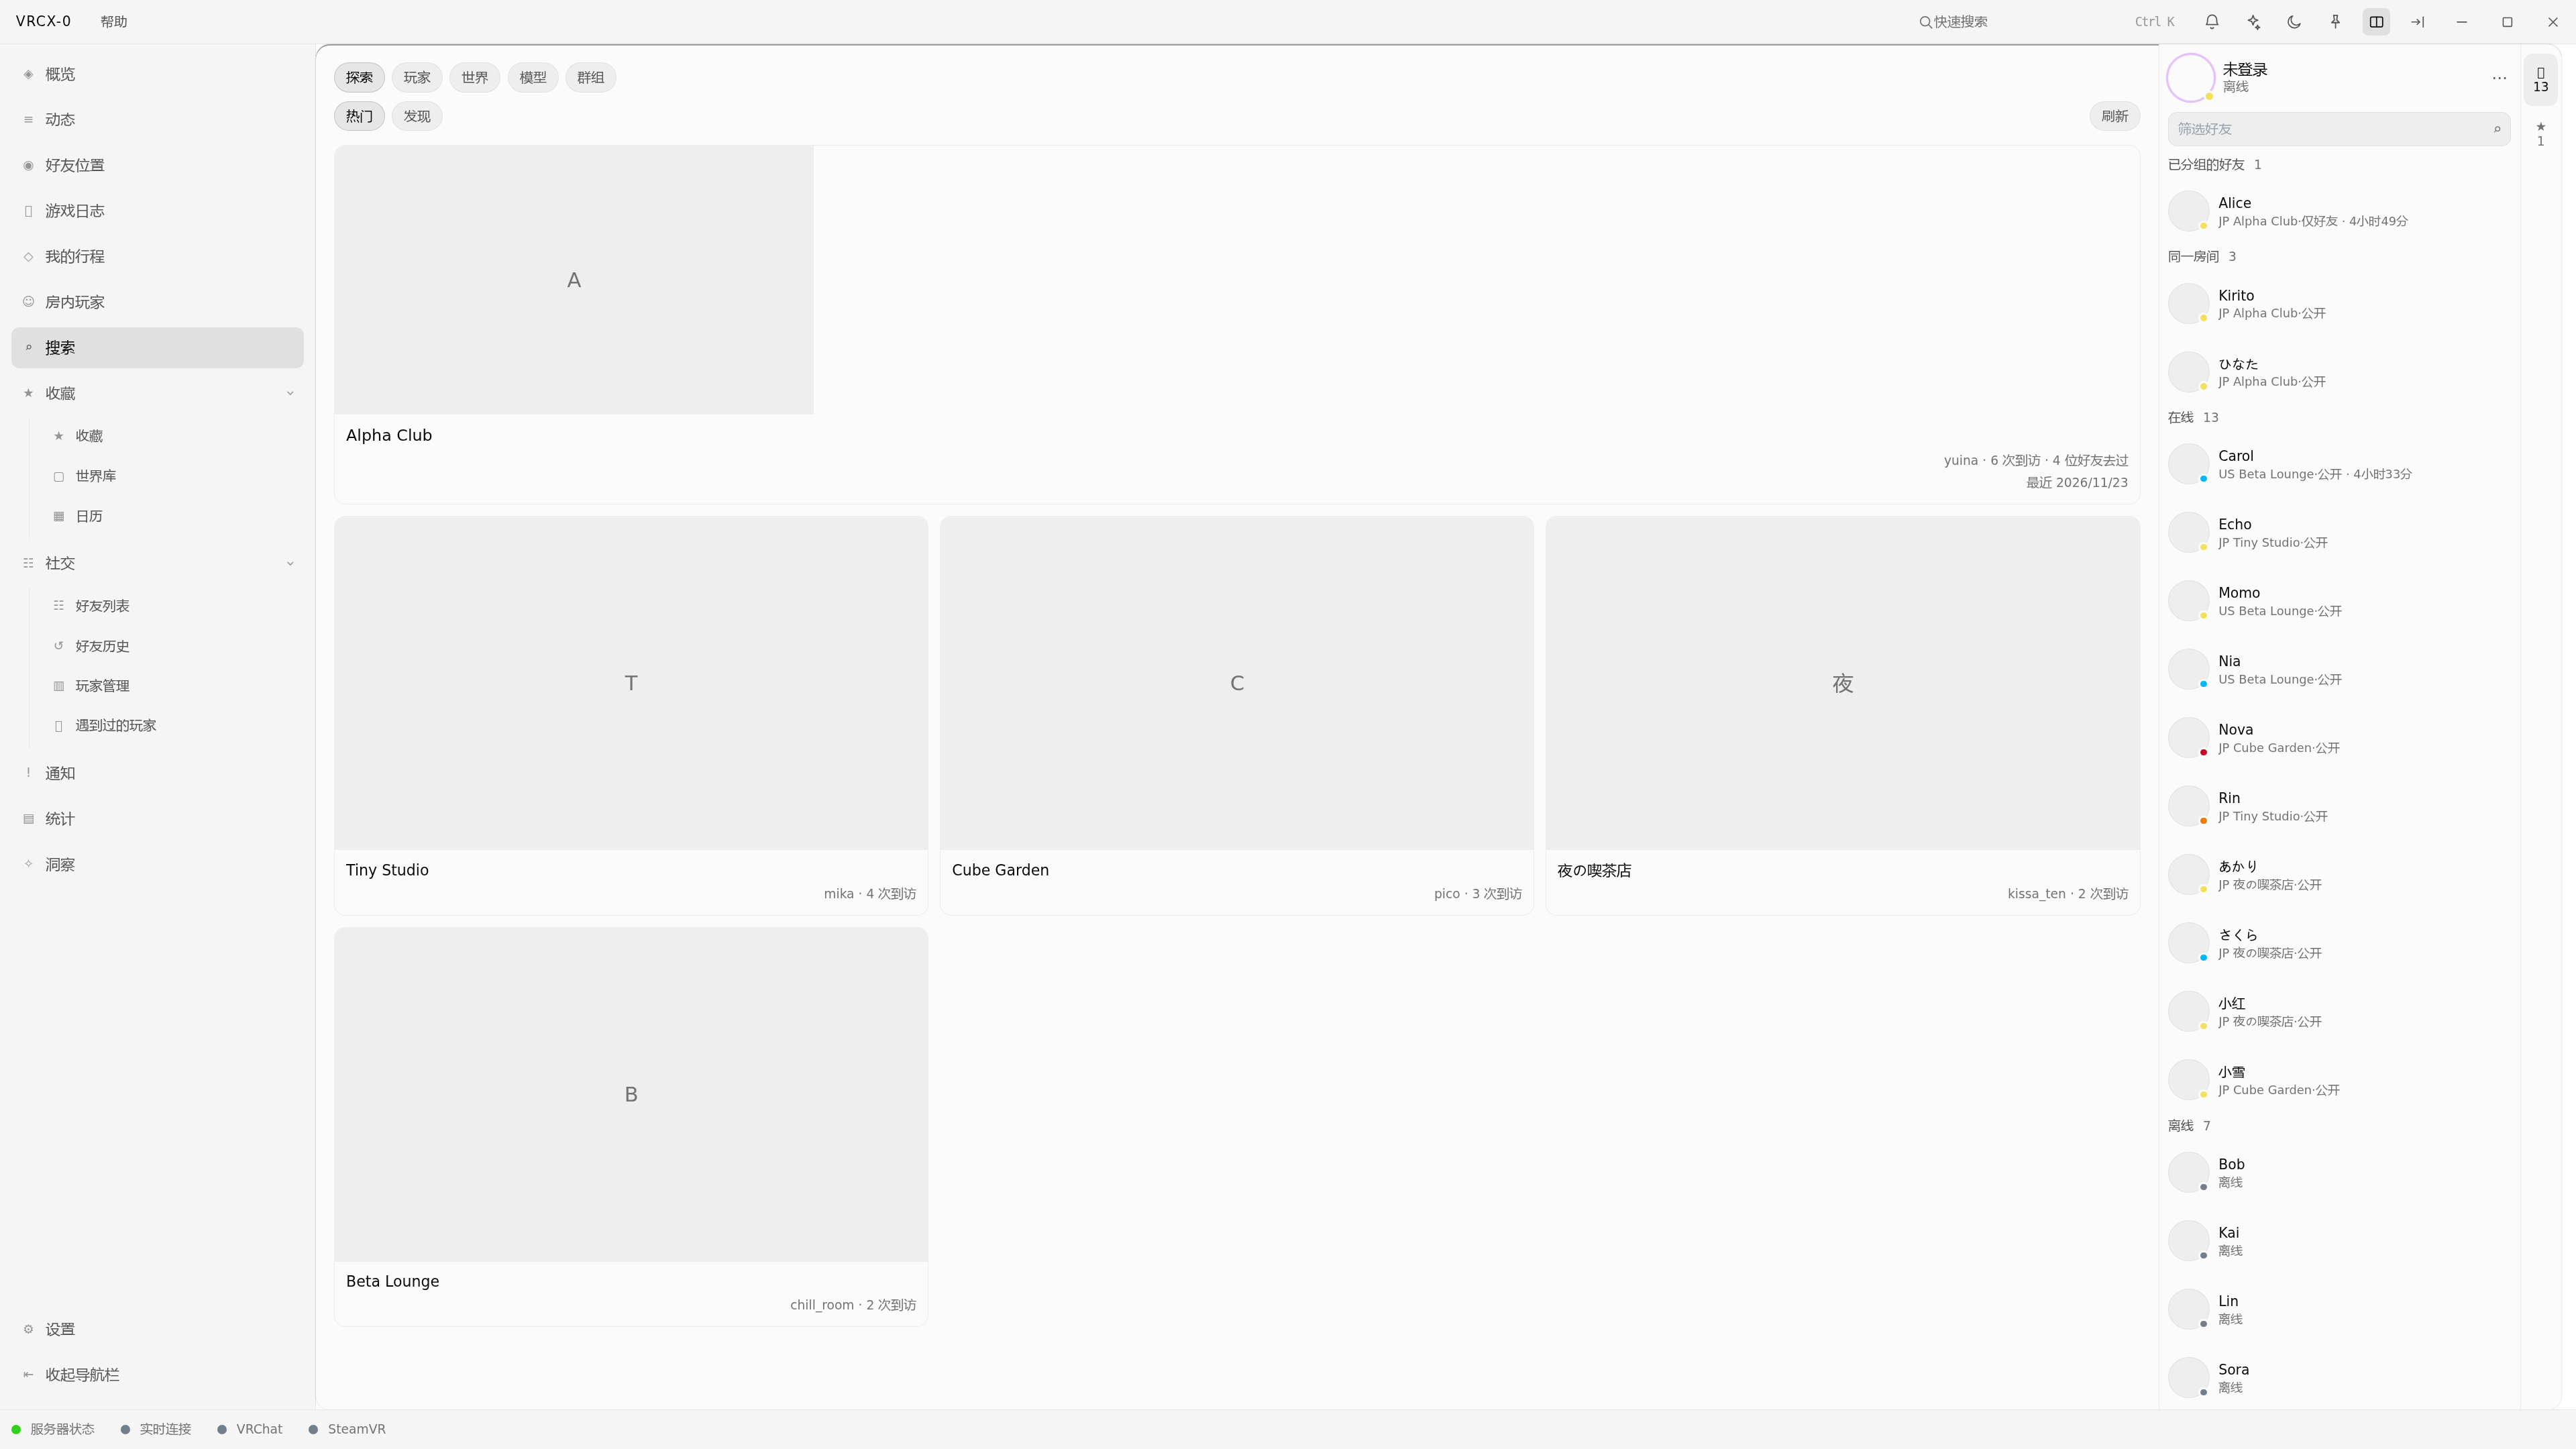 VRCX-0 帮助 快速搜索 Ctrl K
概览
动态
好友位置
游戏日志
我的行程
房内玩家
搜索
收藏
收藏
世界库
日历
社交
好友列表
好友历史
玩家管理
遇到过的玩家
通知
统计
洞察
设置
收起导航栏
探索 玩家 世界 模型 群组
热门 发现 刷新
A
Alpha Club
yuina · 6 次到访 · 4 位好友去过
最近 2026/11/23
T
Tiny Studio
mika · 4 次到访
C
Cube Garden
pico · 3 次到访
夜
夜の喫茶店
kissa_ten · 2 次到访
B
Beta Lounge
chill_room · 2 次到访
未登录
离线
筛选好友
已分组的好友 1
Alice
JP Alpha Club·仅好友 · 4小时49分
同一房间 3
Kirito
JP Alpha Club·公开
ひなた
JP Alpha Club·公开
在线 13
Carol
US Beta Lounge·公开 · 4小时33分
Echo
JP Tiny Studio·公开
Momo
US Beta Lounge·公开
Nia
US Beta Lounge·公开
Nova
JP Cube Garden·公开
Rin
JP Tiny Studio·公开
あかり
JP 夜の喫茶店·公开
さくら
JP 夜の喫茶店·公开
小红
JP 夜の喫茶店·公开
小雪
JP Cube Garden·公开
离线 7
Bob
离线
Kai
离线
Lin
离线
Sora
离线
13
1
服务器状态 实时连接 VRChat SteamVR